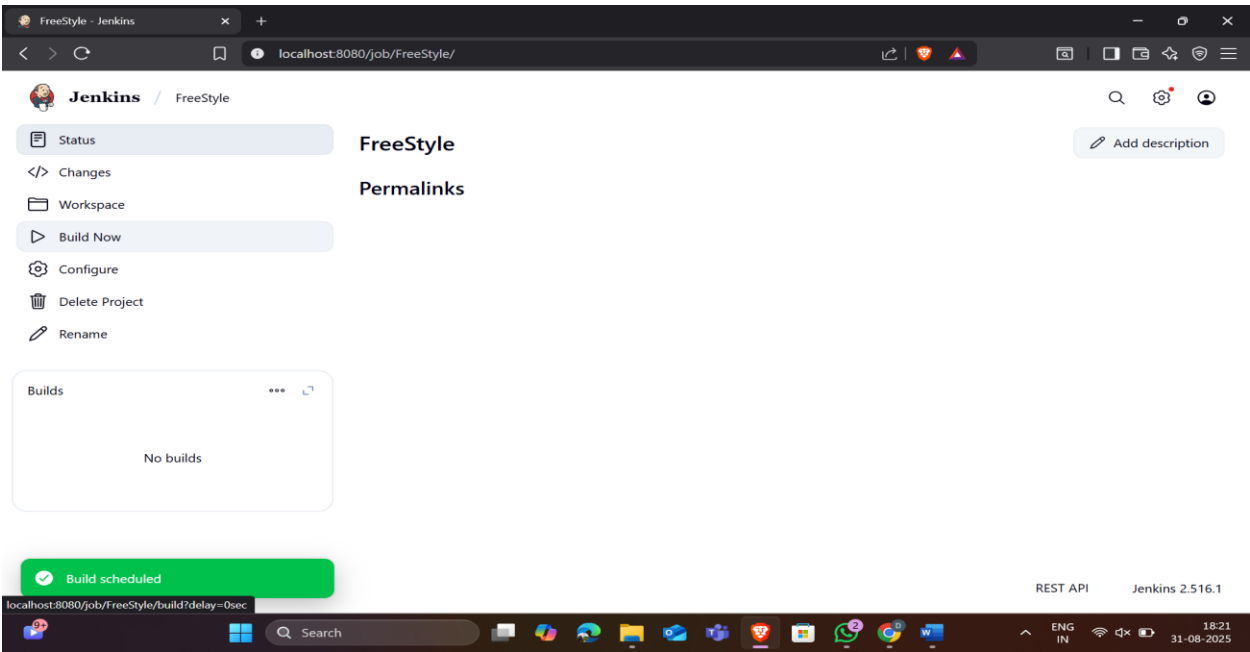 FreeStyle - Jenkins
localhost:8080/job/FreeStyle/
Jenkins / FreeStyle
Status
Changes
Workspace
Build Now
Configure
Delete Project
Rename
FreeStyle
Add description
Permalinks
Builds
No builds
Build scheduled
REST API Jenkins 2.516.1
localhost:8080/job/FreeStyle/build?delay=0sec
9+
Search
2
D
ENG
IN
18:21
31-08-2025